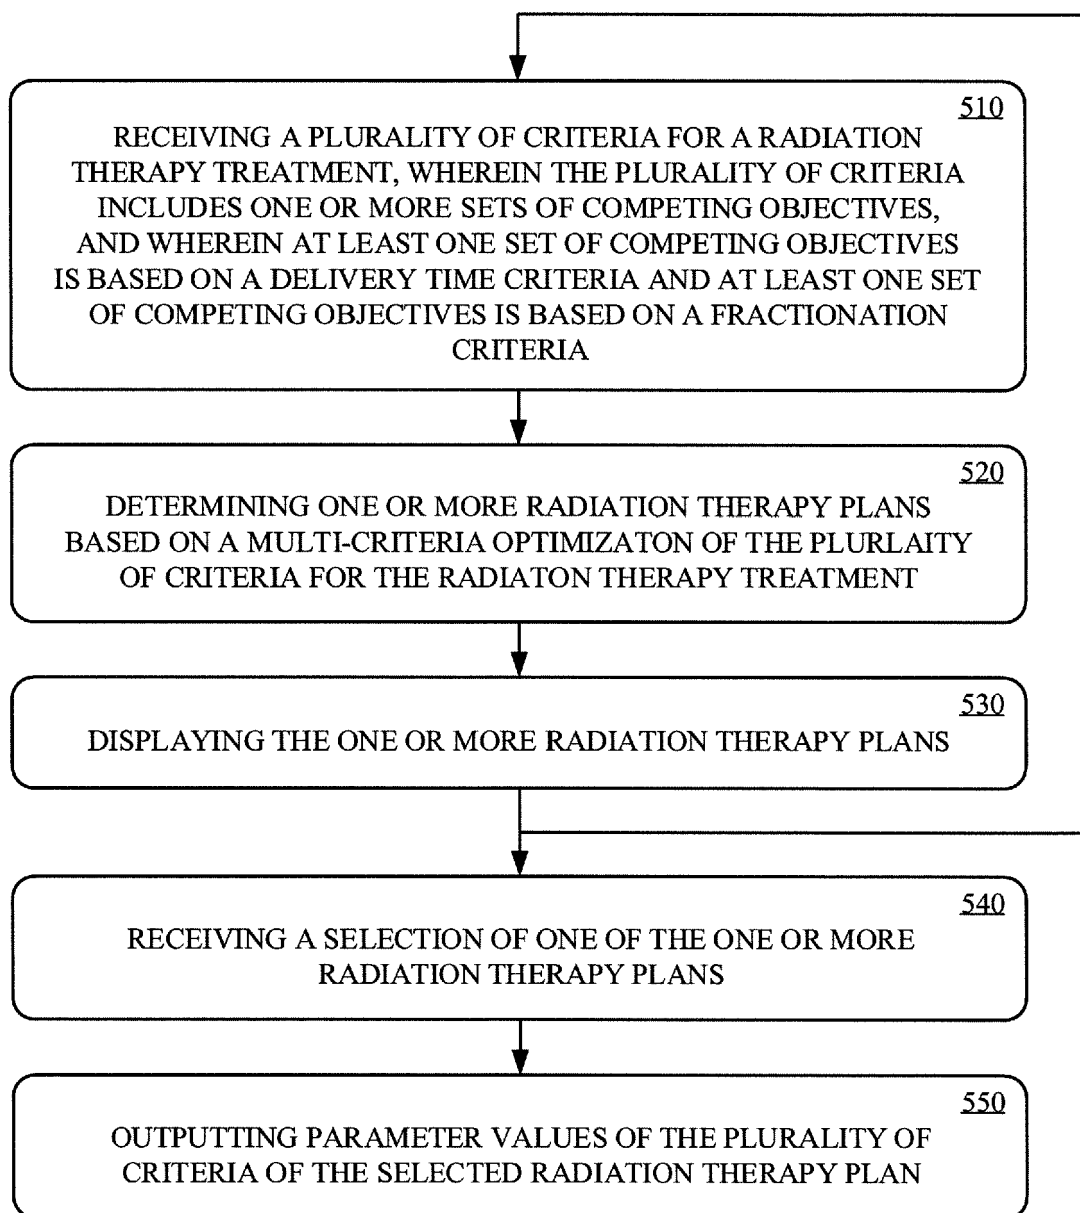 510
RECEIVING A PLURALITY OF CRITERIA FOR A RADIATION
THERAPY TREATMENT, WHEREIN THE PLURALITY OF CRITERIA
INCLUDES ONE OR MORE SETS OF COMPETING OBJECTIVES,
AND WHEREIN AT LEAST ONE SET OF COMPETING OBJECTIVES
IS BASED ON A DELIVERY TIME CRITERIA AND AT LEAST ONE SET
OF COMPETING OBJECTIVES IS BASED ON A FRACTIONATION
CRITERIA
520
DETERMINING ONE OR MORE RADIATION THERAPY PLANS
BASED ON A MULTI-CRITERIA OPTIMIZATON OF THE PLURLAITY
OF CRITERIA FOR THE RADIATON THERAPY TREATMENT
530
DISPLAYING THE ONE OR MORE RADIATION THERAPY PLANS
540
RECEIVING A SELECTION OF ONE OF THE ONE OR MORE
RADIATION THERAPY PLANS
550
OUTPUTTING PARAMETER VALUES OF THE PLURALITY OF
CRITERIA OF THE SELECTED RADIATION THERAPY PLAN